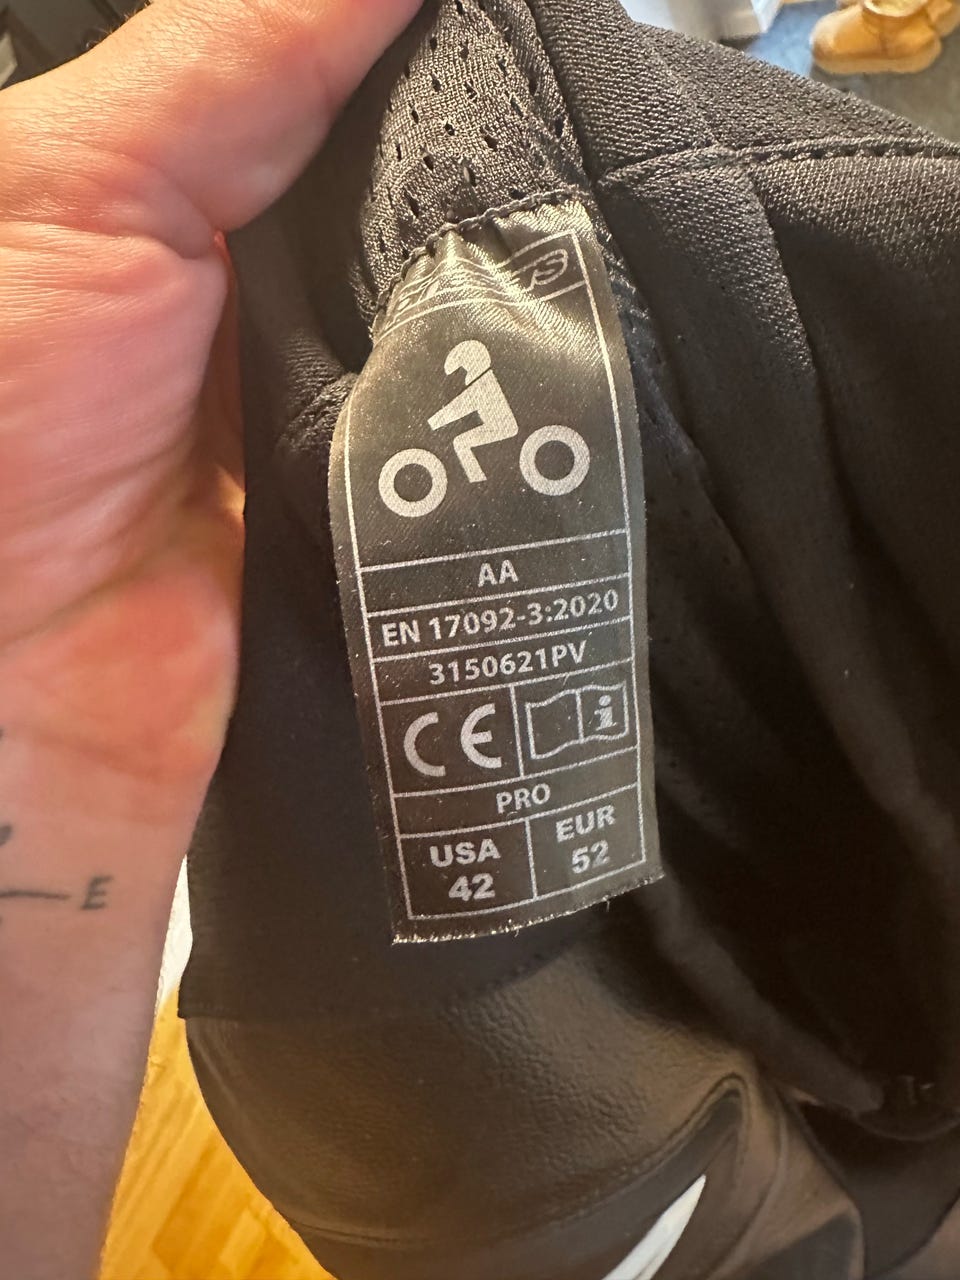 AA
EN 17092-3:2020
3150621PV
CE
i
PRO
USA
42
EUR
52
E